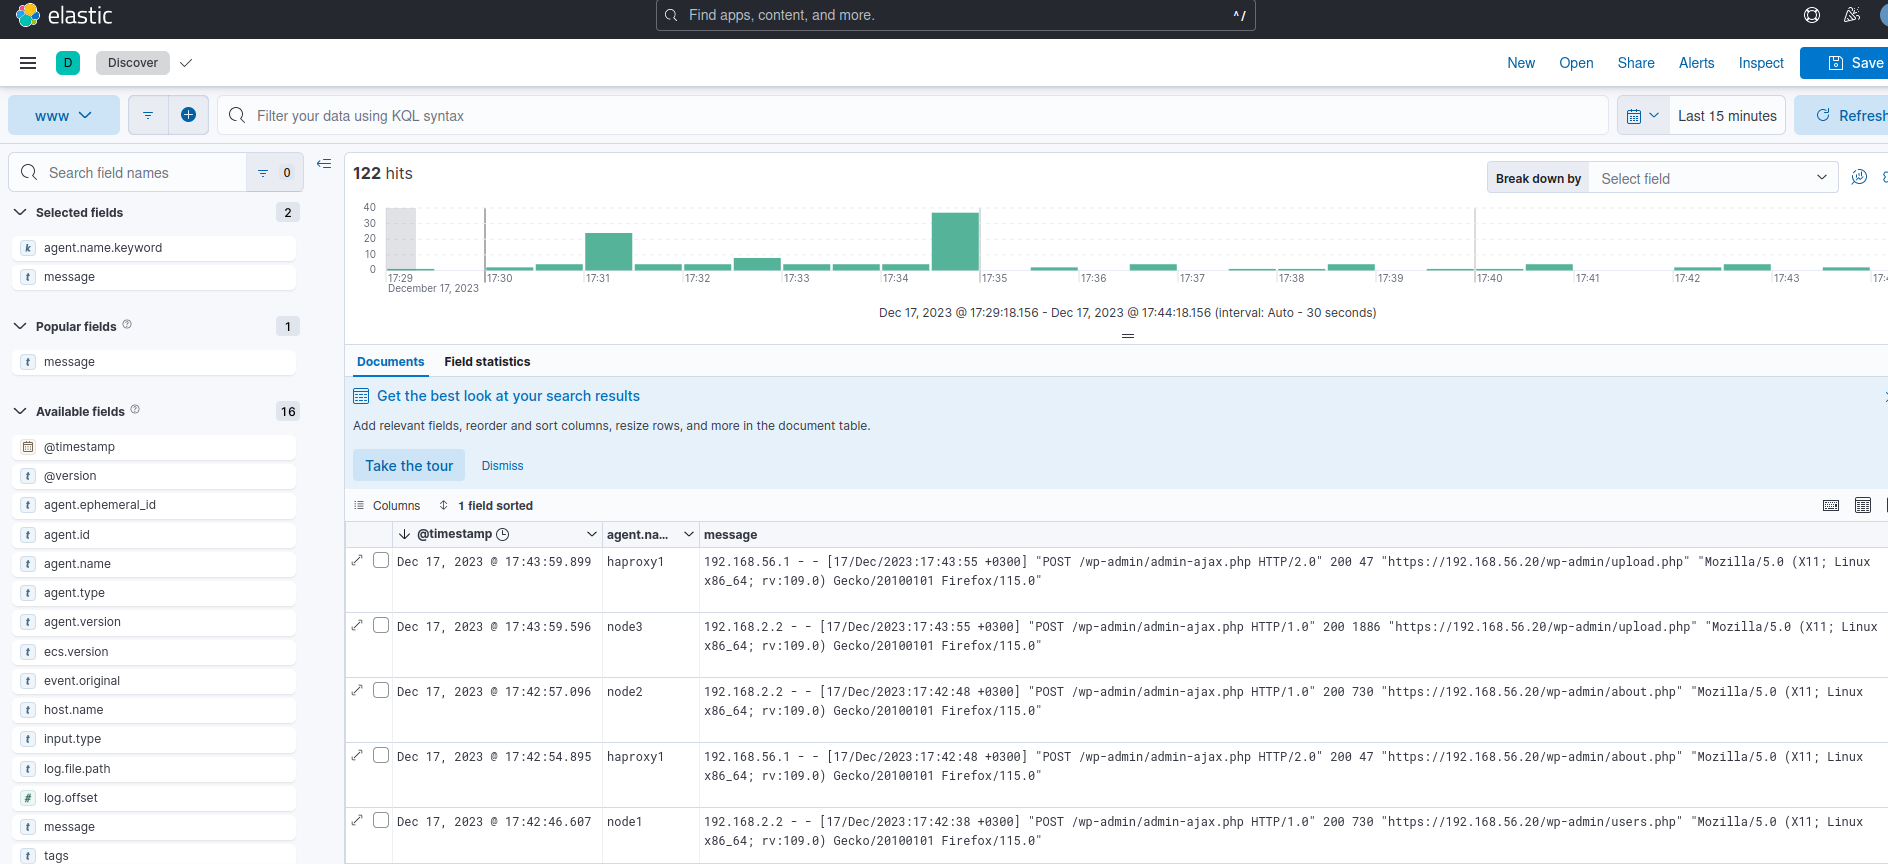 elastic
Find apps, content, and more.
^/
D
Discover
New
Open
Share
Alerts
Inspect
Save
www
Filter your data using KQL syntax
Last 15 minutes
Refresh
Search field names
0
122 hits
Break down by
Select field
Selected fields
2
k agent.name.keyword
t message
Popular fields
1
t message
Available fields
16
@timestamp
t @version
t agent.ephemeral_id
t agent.id
t agent.name
t agent.type
t agent.version
t ecs.version
t event.original
t host.name
t input.type
t log.file.path
# log.offset
t message
t tags
40
30
20
10
0
17:29 17:30 17:31 17:32 17:33 17:34 17:35 17:36 17:37 17:38 17:39 17:40 17:41 17:42 17:43
December 17, 2023
Dec 17, 2023 @ 17:29:18.156 - Dec 17, 2023 @ 17:44:18.156 (interval: Auto - 30 seconds)
Documents
Field statistics
Get the best look at your search results
Add relevant fields, reorder and sort columns, resize rows, and more in the document table.
Take the tour
Dismiss
Columns
1 field sorted
@timestamp
agent.na...
message
Dec 17, 2023 @ 17:43:59.899 haproxy1 192.168.56.1 - - [17/Dec/2023:17:43:55 +0300] "POST /wp-admin/admin-ajax.php HTTP/2.0" 200 47 "https://192.168.56.20/wp-admin/upload.php" "Mozilla/5.0 (X11; Linux
x86_64; rv:109.0) Gecko/20100101 Firefox/115.0"
Dec 17, 2023 @ 17:43:59.596 node3 192.168.2.2 - - [17/Dec/2023:17:43:55 +0300] "POST /wp-admin/admin-ajax.php HTTP/1.0" 200 1886 "https://192.168.56.20/wp-admin/upload.php" "Mozilla/5.0 (X11; Linux
x86_64; rv:109.0) Gecko/20100101 Firefox/115.0"
Dec 17, 2023 @ 17:42:57.096 node2 192.168.2.2 - - [17/Dec/2023:17:42:48 +0300] "POST /wp-admin/admin-ajax.php HTTP/1.0" 200 730 "https://192.168.56.20/wp-admin/about.php" "Mozilla/5.0 (X11; Linux
x86_64; rv:109.0) Gecko/20100101 Firefox/115.0"
Dec 17, 2023 @ 17:42:54.895 haproxy1 192.168.56.1 - - [17/Dec/2023:17:42:48 +0300] "POST /wp-admin/admin-ajax.php HTTP/2.0" 200 47 "https://192.168.56.20/wp-admin/about.php" "Mozilla/5.0 (X11; Linux
x86_64; rv:109.0) Gecko/20100101 Firefox/115.0"
Dec 17, 2023 @ 17:42:46.607 node1 192.168.2.2 - - [17/Dec/2023:17:42:38 +0300] "POST /wp-admin/admin-ajax.php HTTP/1.0" 200 730 "https://192.168.56.20/wp-admin/users.php" "Mozilla/5.0 (X11; Linux
x86_64; rv:109.0) Gecko/20100101 Firefox/115.0"